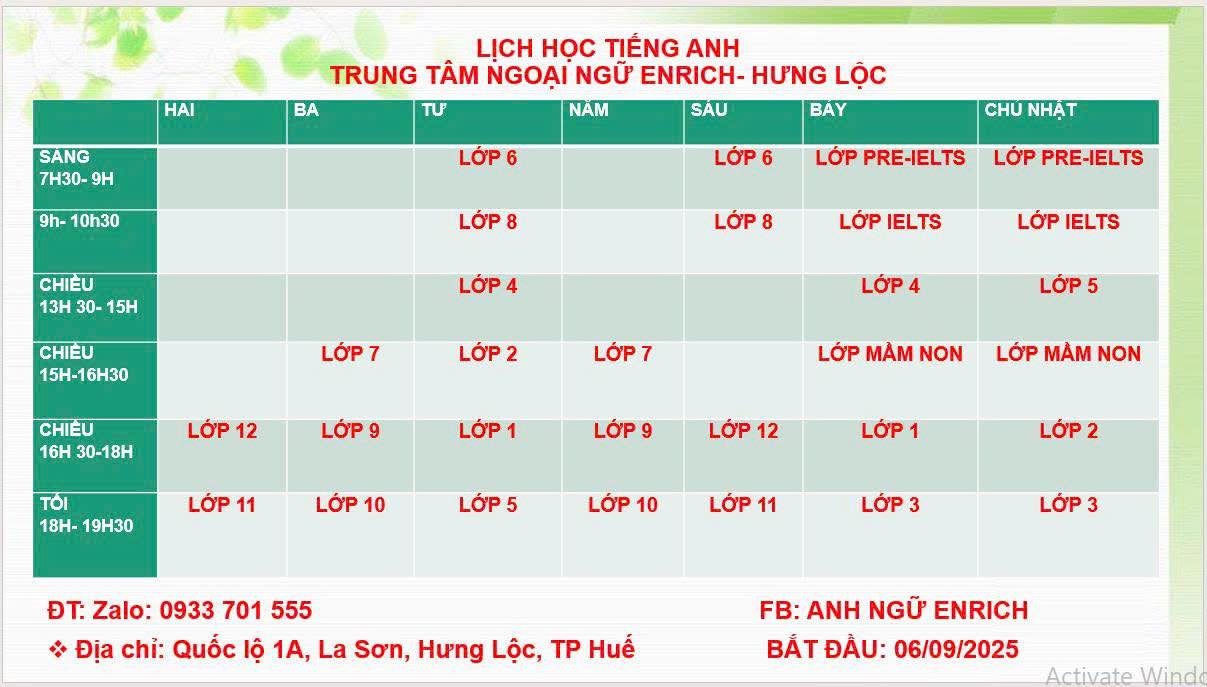 LỊCH HỌC TIẾNG ANH
TRUNG TÂM NGOẠI NGỮ ENRICH- HƯNG LỘC
HAI BA TƯ NĂM SÁU BẢY CHỦ NHẬT
SÁNG
7H30- 9H
LỚP 6 LỚP 6 LỚP PRE-IELTS LỚP PRE-IELTS
9h- 10h30 LỚP 8 LỚP 8 LỚP IELTS LỚP IELTS
CHIỀU
13H 30- 15H
LỚP 4 LỚP 4 LỚP 5
CHIỀU
15H-16H30
LỚP 7 LỚP 2 LỚP 7 LỚP MẦM NON LỚP MẦM NON
CHIỀU
16H 30-18H
LỚP 12 LỚP 9 LỚP 1 LỚP 9 LỚP 12 LỚP 1 LỚP 2
TỐI
18H- 19H30
LỚP 11 LỚP 10 LỚP 5 LỚP 10 LỚP 11 LỚP 3 LỚP 3
ĐT: Zalo: 0933 701 555 FB: ANH NGỮ ENRICH
❖ Địa chỉ: Quốc lộ 1A, La Sơn, Hưng Lộc, TP Huế BẮT ĐẦU: 06/09/2025
Activate Windo